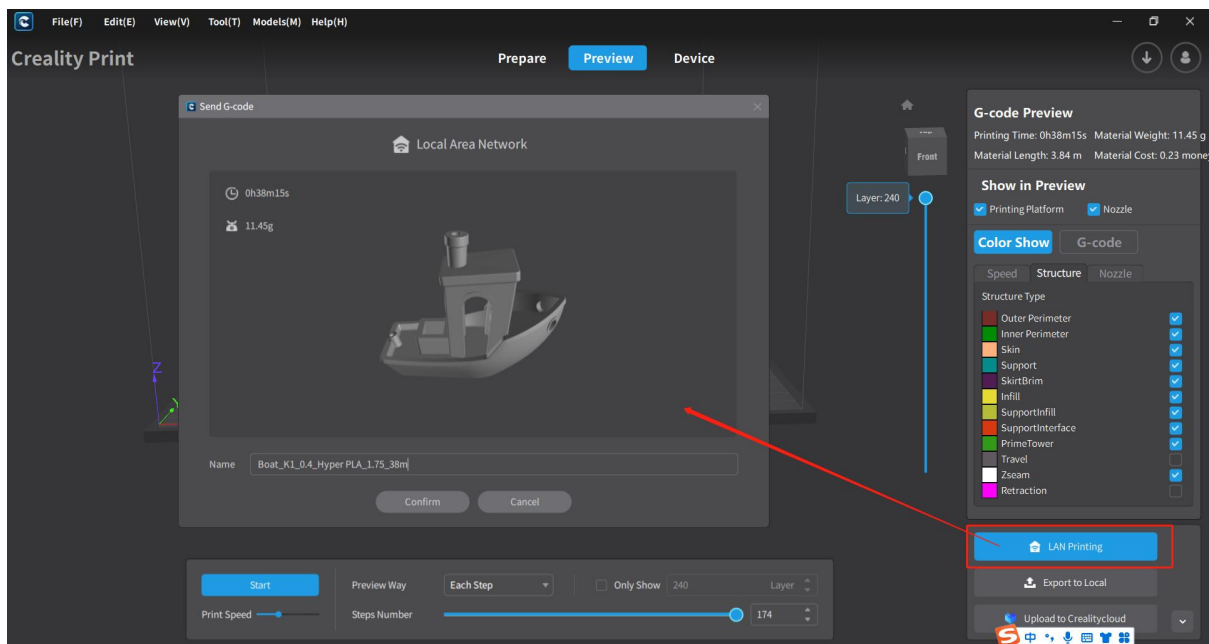 File(F) Edit(E) View(V) Tool(T) Models(M) Help(H)
Creality Print
Prepare Preview Device
Send G-code
Local Area Network
0h38m15s
11.45g
Name Boat_K1_0.4_Hyper PLA_1.75_38m
Confirm Cancel
Front
Layer: 240
G-code Preview
Printing Time: 0h38m15s Material Weight: 11.45 g
Material Length: 3.84 m Material Cost: 0.23 money
Show in Preview
Printing Platform Nozzle
Color Show G-code
Speed Structure Nozzle
Structure Type
Outer Perimeter
Inner Perimeter
Skin
Support
SkirtBrim
Infill
SupportInfill
SupportInterface
PrimeTower
Travel
Zseam
Retraction
LAN Printing
Export to Local
Upload to Crealitycloud
Start Preview Way Each Step Only Show 240 Layer
Print Speed Steps Number 174
Z
Y
中